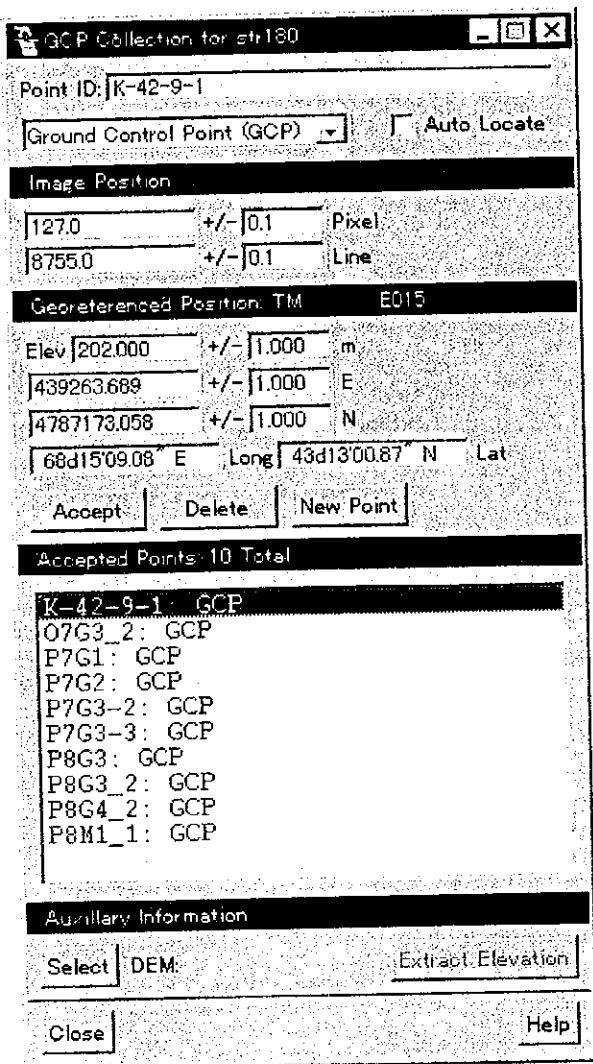 GCP Collection for str180
Point ID: K-42-9-1
Ground Control Point (GCP) Auto Locate
Image Position
127.0 +/- 0.1 Pixel
8755.0 +/- 0.1 Line
Georeferenced Position: TM E015
Elev 202.000 +/- 1.000 m
439263.689 +/- 1.000 E
4787173.058 +/- 1.000 N
68d15'09.08" E Long 43d13'00.87" N Lat
Accept Delete New Point
Accepted Points: 10 Total
K-42-9-1: GCP
O7G3_2: GCP
P7G1: GCP
P7G2: GCP
P7G3-2: GCP
P7G3-3: GCP
P8G3: GCP
P8G3_2: GCP
P8G4_2: GCP
P8M1_1: GCP
Auxillary Information
Select DEM: Extract Elevation
Close Help